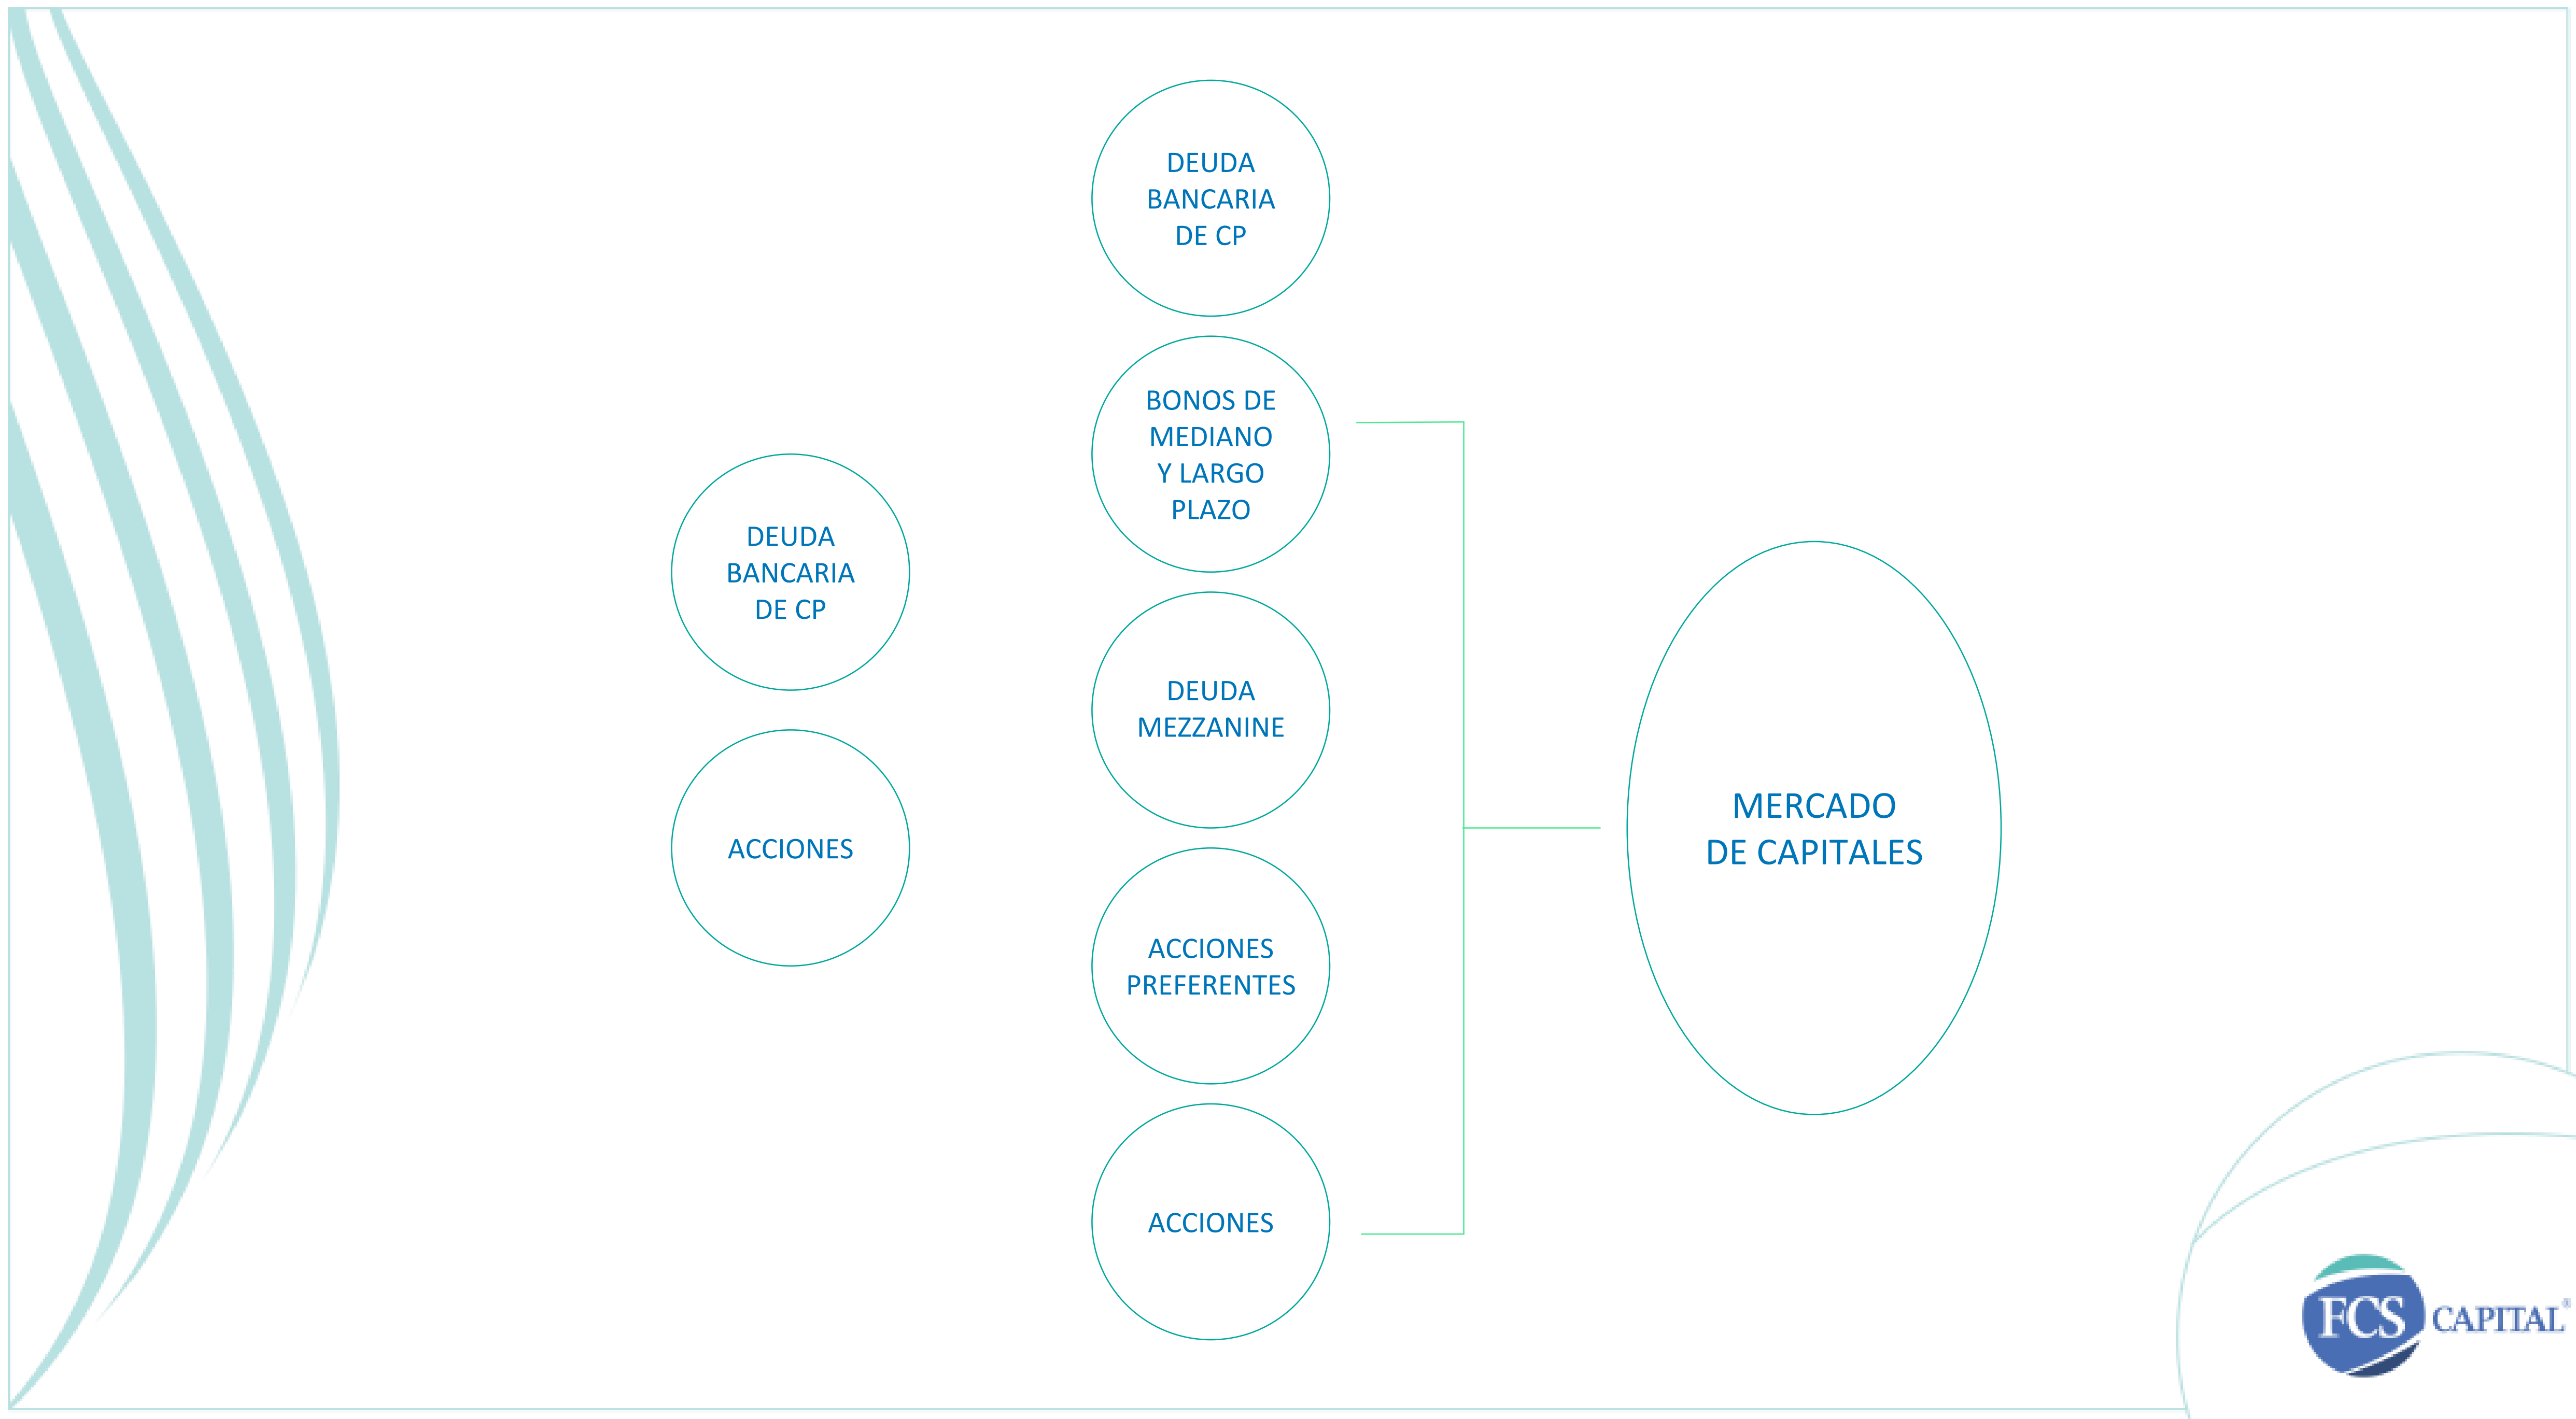 DEUDA
BANCARIA
DE CP
ACCIONES
DEUDA
BANCARIA
DE CP
BONOS DE
MEDIANO
Y LARGO
PLAZO
DEUDA
MEZZANINE
ACCIONES
PREFERENTES
ACCIONES
MERCADO
DE CAPITALES
FCS CAPITAL®